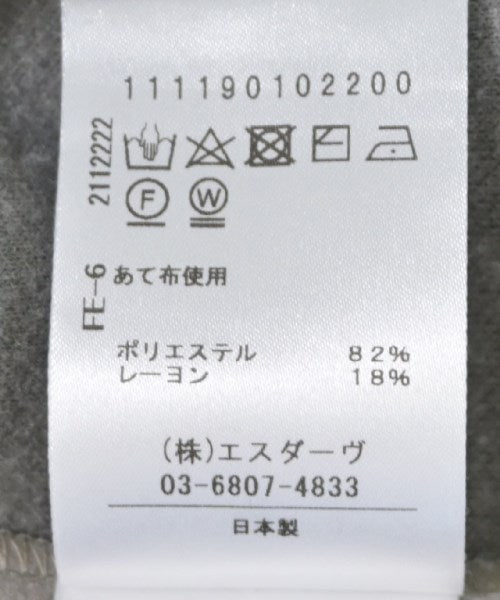 111190102200
2112222
F W
FE-6
あて布使用
ポリエステル 82%
レーヨン 18%
(株)エスダーヴ
03-6807-4833
日本製